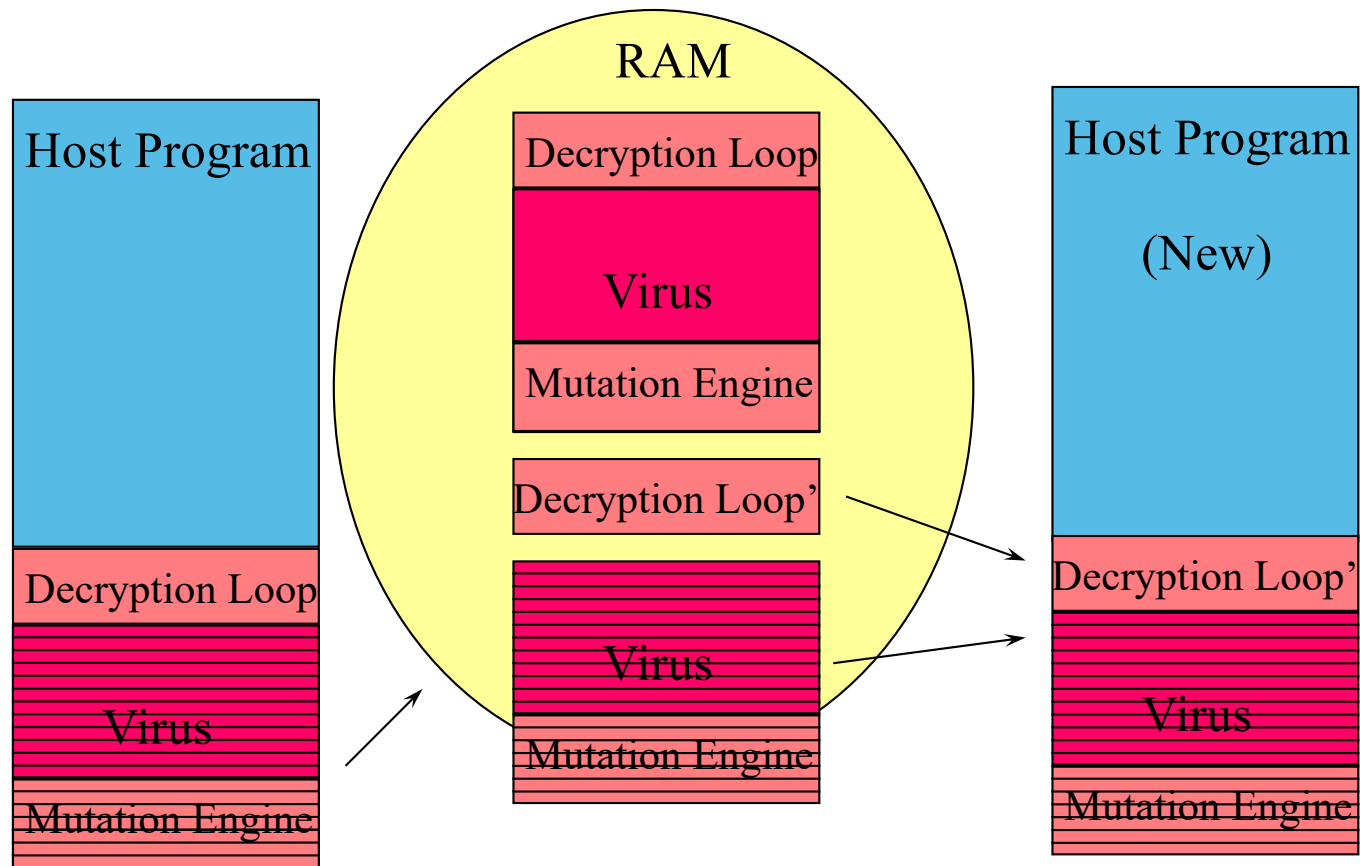 Host Program
Decryption Loop
Virus
Mutation Engine
RAM
Decryption Loop
Virus
Mutation Engine
Decryption Loop’
Virus
Mutation Engine
Host Program
(New)
Decryption Loop’
Virus
Mutation Engine